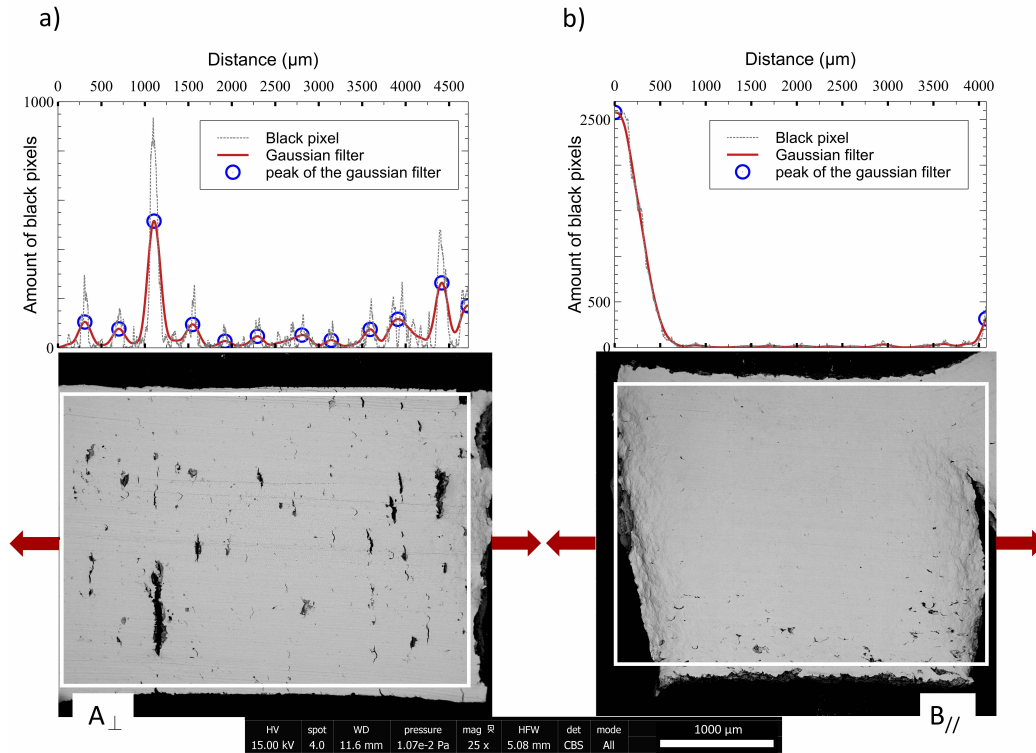 a)
b)
Distance (µm)
0 500 1000 1500 2000 2500 3000 3500 4000 4500
1000
0
Amount of black pixels
Black pixel
Gaussian filter
peak of the gaussian filter
Distance (µm)
0 500 1000 1500 2000 2500 3000 3500 4000
2500
500
0
Amount of black pixels
Black pixel
Gaussian filter
peak of the gaussian filter
A⊥
B//
HV spot WD pressure mag HFW det mode
15.00 kV 4.0 11.6 mm 1.07e-2 Pa 25 x 5.08 mm CBS All
1000 µm